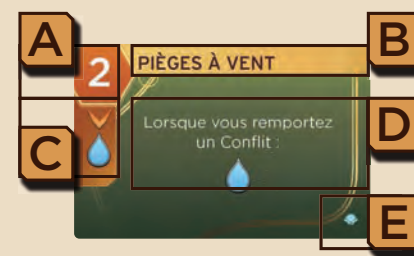 A
B
2
PIÈGES À VENT
C
Lorsque vous remportez
un Conflit :
D
E